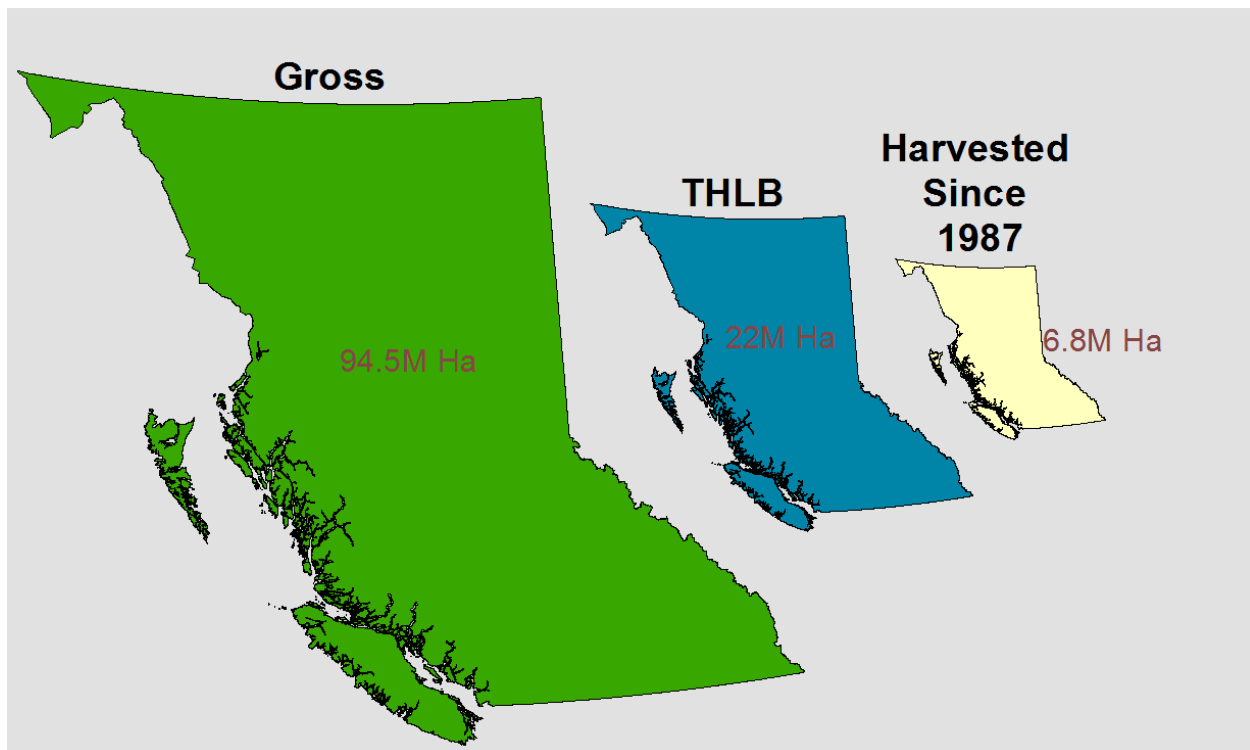 Gross
94.5M Ha
THLB
22M Ha
Harvested
Since
1987
6.8M Ha